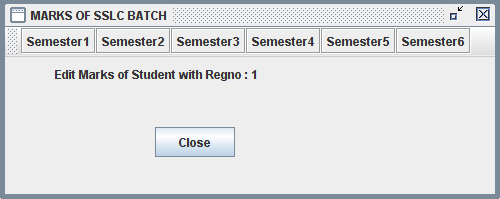 MARKS OF SSLC BATCH
Semester1 Semester2 Semester3 Semester4 Semester5 Semester6
Edit Marks of Student with Regno : 1
Close